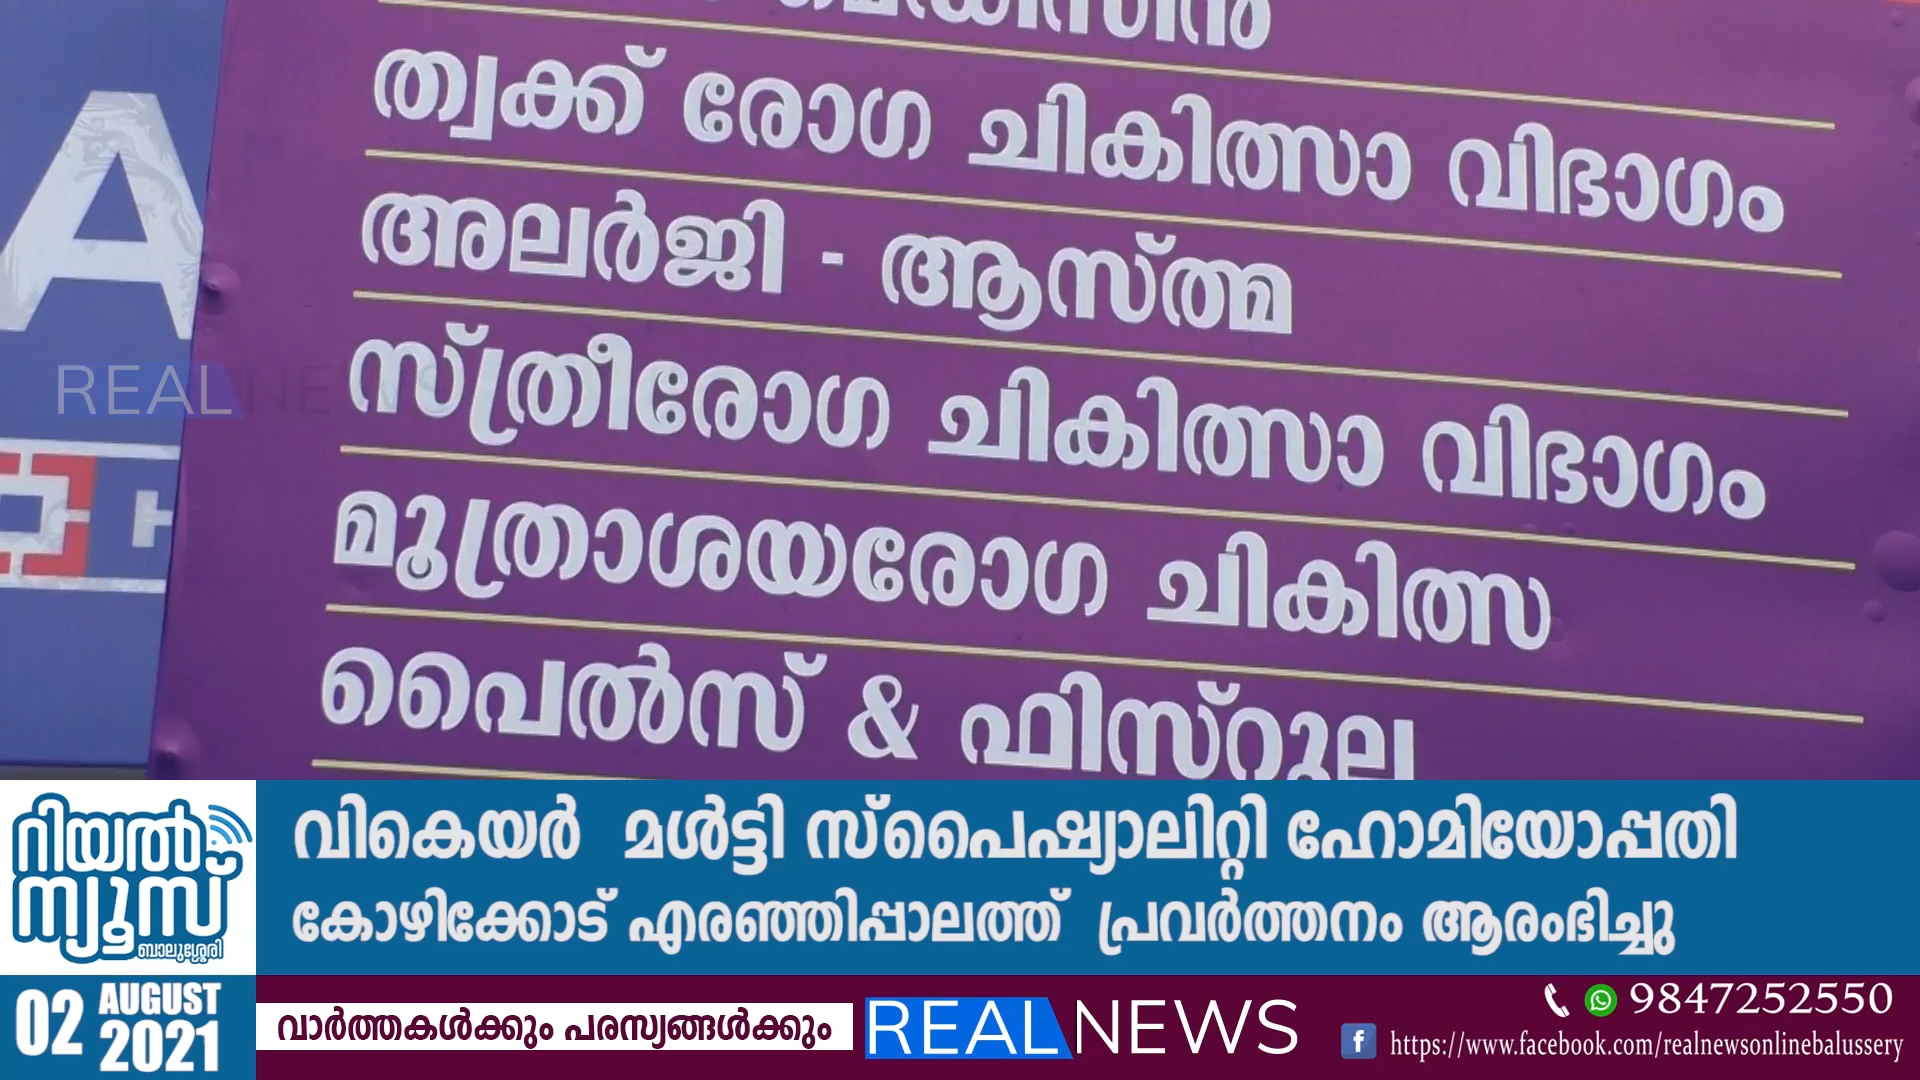 മെഡിസിൻ
ത്വക്ക് രോഗ ചികിത്സാ വിഭാഗം
അലർജി - ആസ്ത്മ
സ്ത്രീരോഗ ചികിത്സാ വിഭാഗം
മൂത്രാശയരോഗ ചികിത്സ
പൈൽസ് & ഫിസ്റ്റുല
A
H
REAL NEWS
റിയൽ ന്യൂസ്
ബാലുശ്ശേരി
വികെയർ മൾട്ടി സ്പൈഷ്യാലിറ്റി ഹോമിയോപ്പതി
കോഴിക്കോട് എരഞ്ഞിപ്പാലത്ത് പ്രവർത്തനം ആരംഭിച്ചു
02 AUGUST 2021
വാർത്തകൾക്കും പരസ്യങ്ങൾക്കും
REAL NEWS
9847252550
https://www.facebook.com/realnewsonlinebalussery